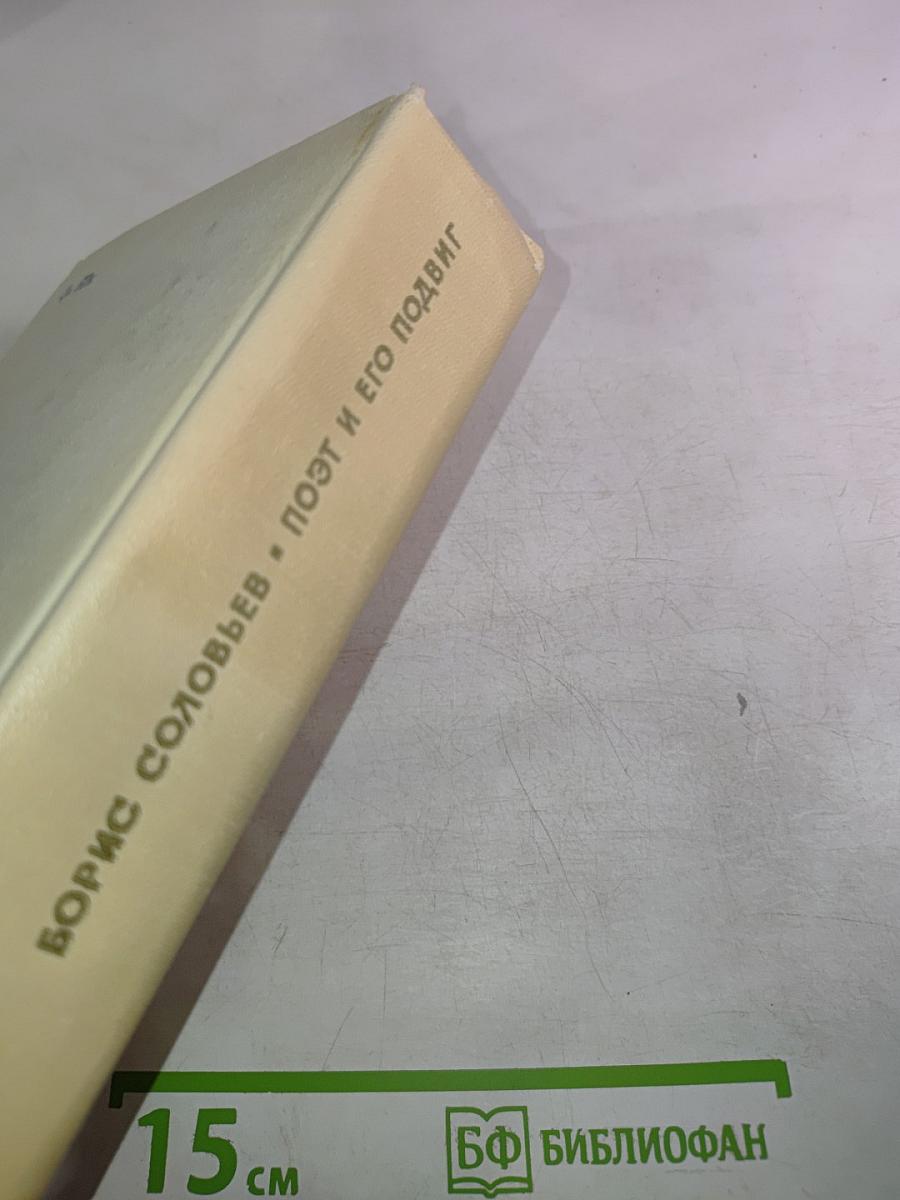 БОРИС СОЛОВЬЕВ • ПОЭТ И ЕГО ПОДВИГ
15 см
БФ БИБЛИОФАН